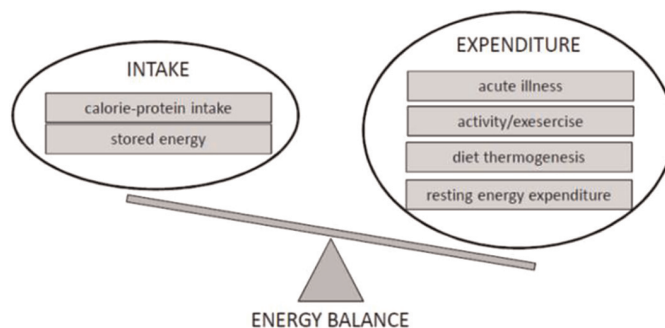 INTAKE
calorie-protein intake
stored energy
EXPENDITURE
acute illness
activity/exesercise
diet thermogenesis
resting energy expenditure
ENERGY BALANCE